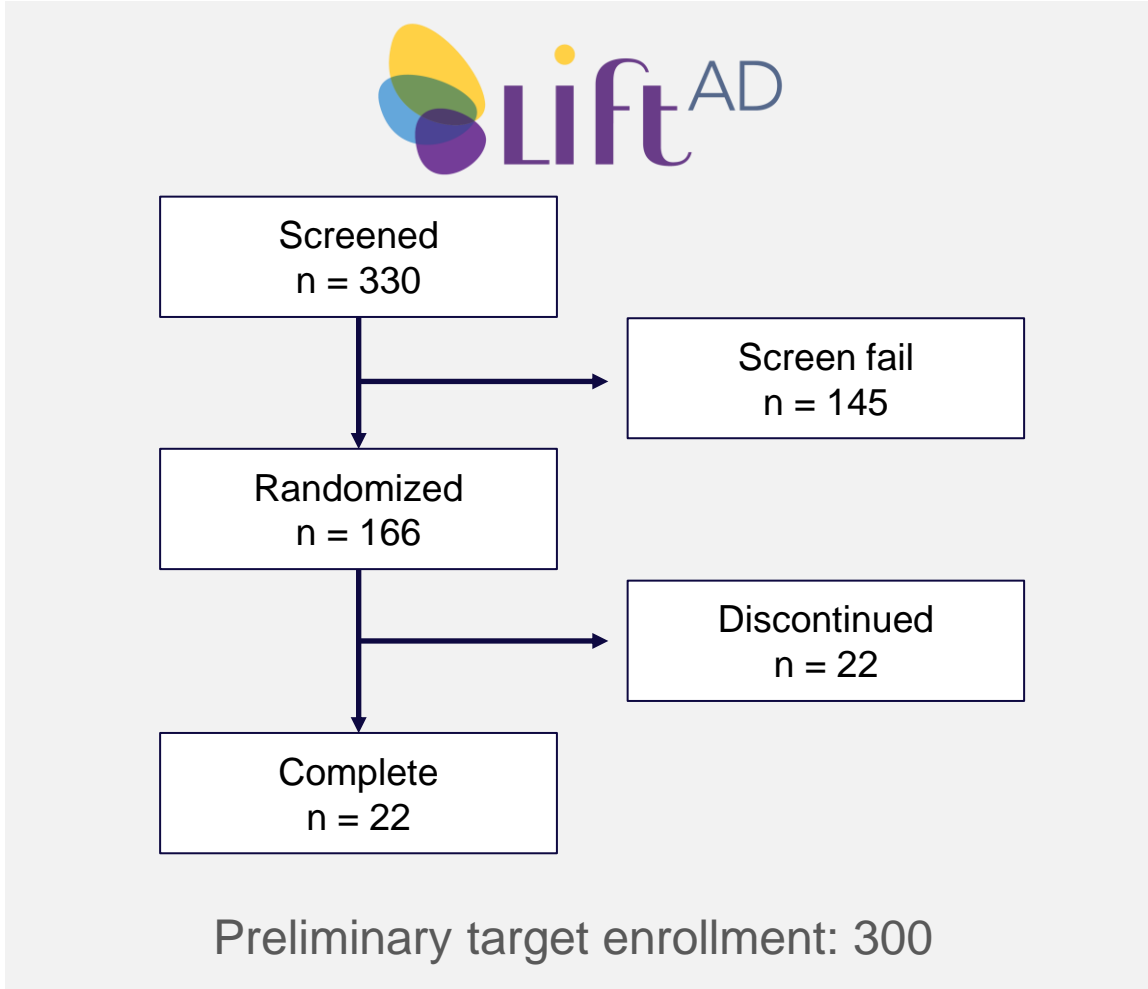 Lift AD
Screened
n = 330
Screen fail
n = 145
Randomized
n = 166
Discontinued
n = 22
Complete
n = 22
Preliminary target enrollment: 300